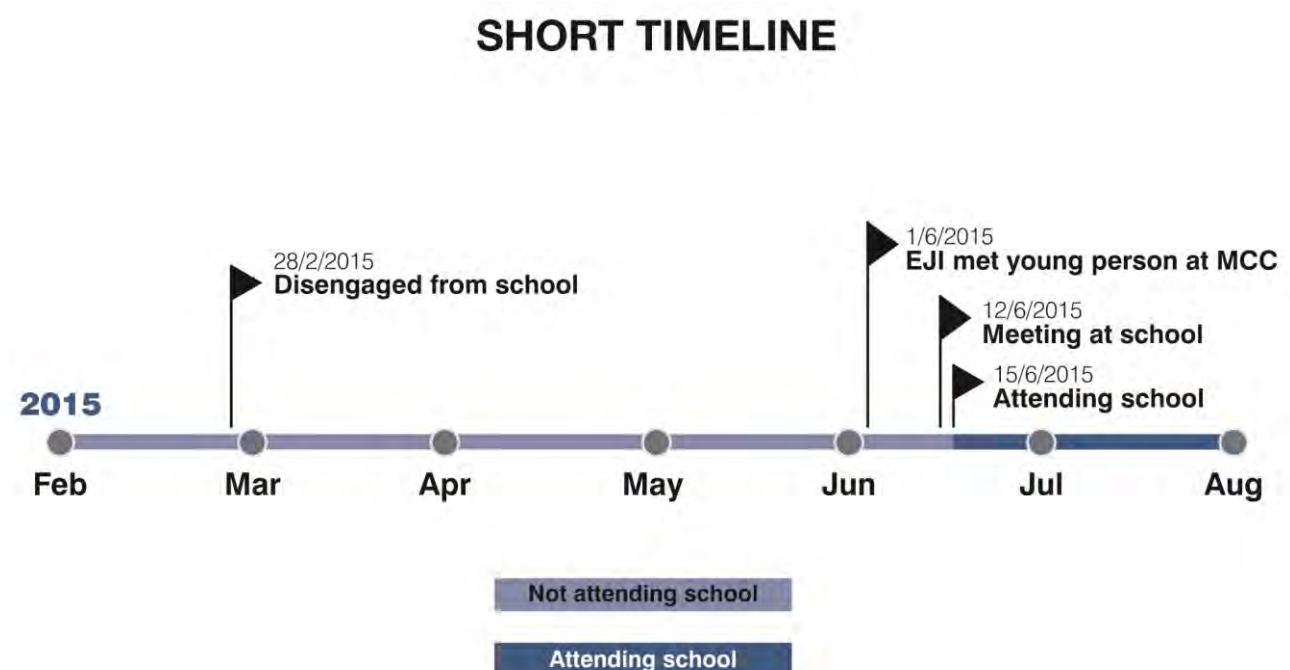 SHORT TIMELINE
28/2/2015
Disengaged from school
1/6/2015
EJI met young person at MCC
12/6/2015
Meeting at school
15/6/2015
Attending school
2015
Feb Mar Apr May Jun Jul Aug
Not attending school
Attending school